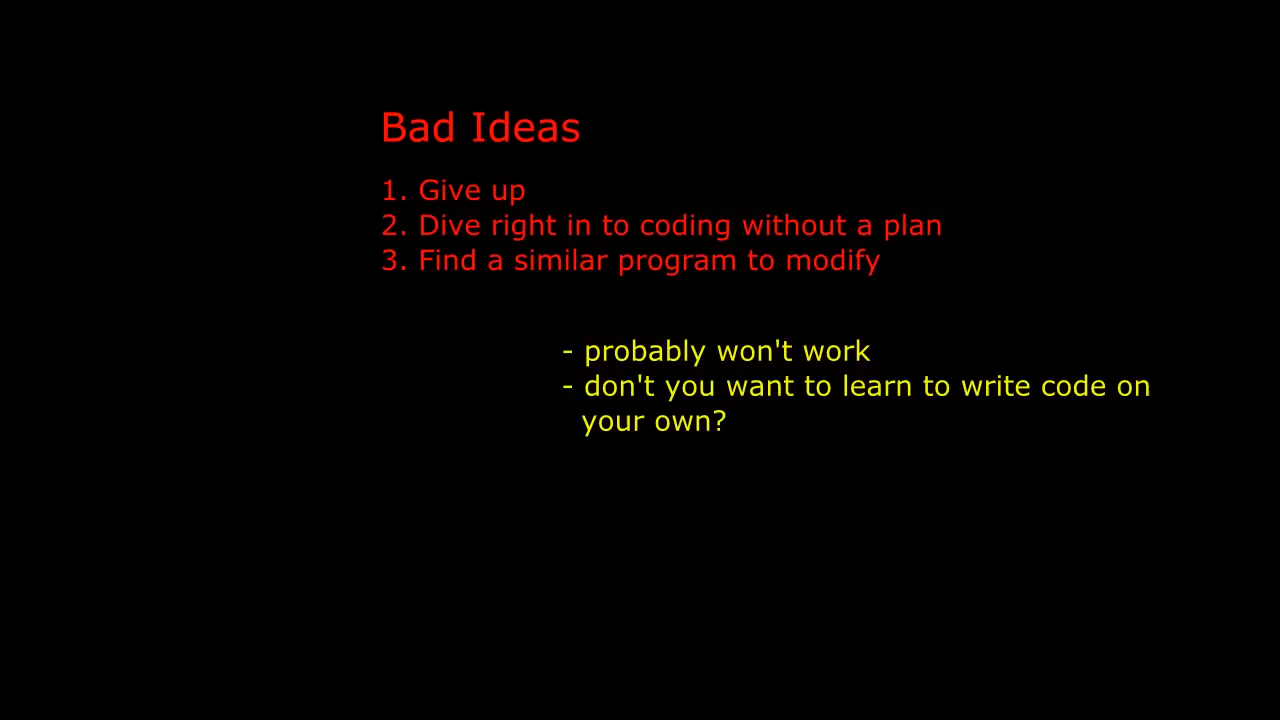 Bad Ideas
1. Give up
2. Dive right in to coding without a plan
3. Find a similar program to modify
- probably won't work
- don't you want to learn to write code on
your own?